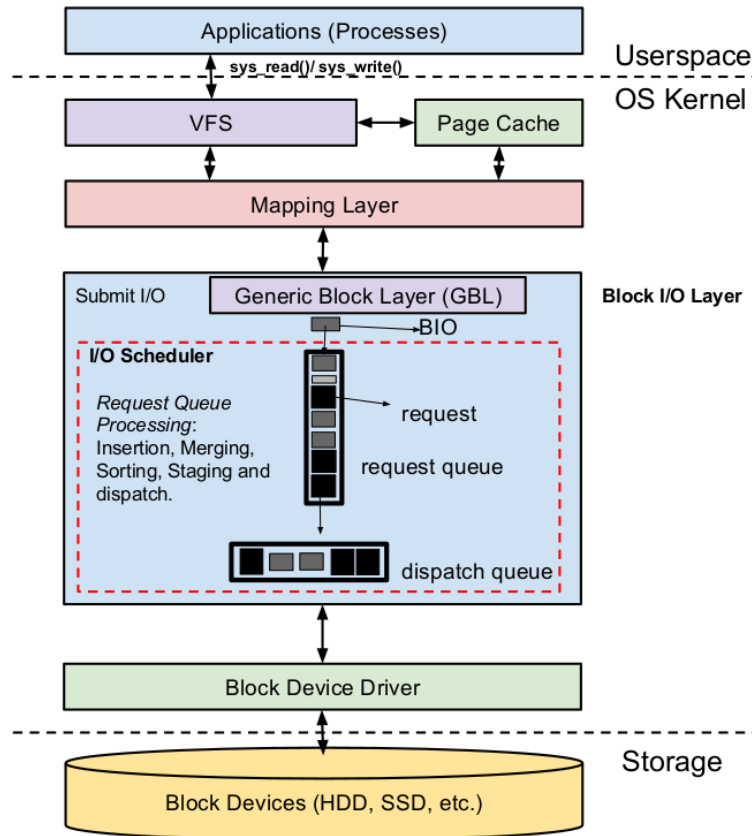 Applications (Processes)
Userspace
sys_read()/ sys_write()
OS Kernel
VFS
Page Cache
Mapping Layer
Submit I/O
Generic Block Layer (GBL)
Block I/O Layer
BIO
I/O Scheduler
Request Queue
Processing:
Insertion, Merging,
Sorting, Staging and
dispatch.
request
request queue
dispatch queue
Block Device Driver
Storage
Block Devices (HDD, SSD, etc.)